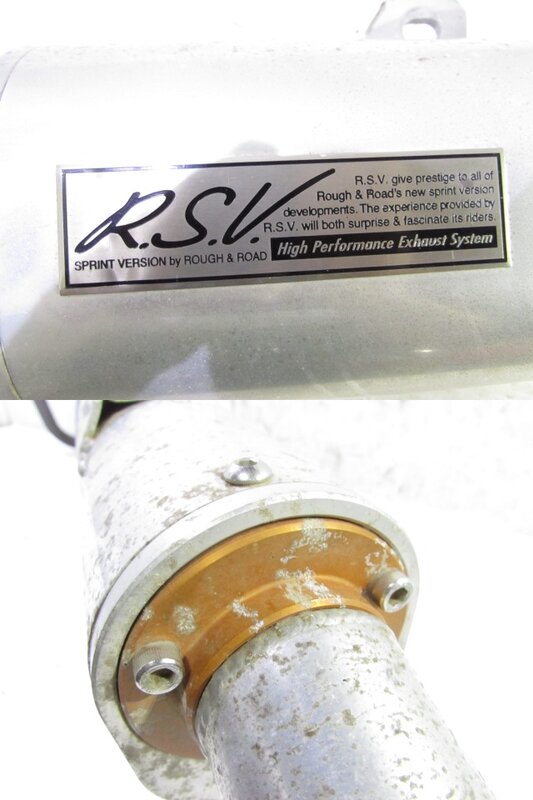 R.S.V.
SPRINT VERSION by ROUGH & ROAD
R.S.V. give prestige to all of
Rough & Road's new sprint version
developments. The experience provided by
R.S.V. will both surprise & fascinate its riders.
High Performance Exhaust System